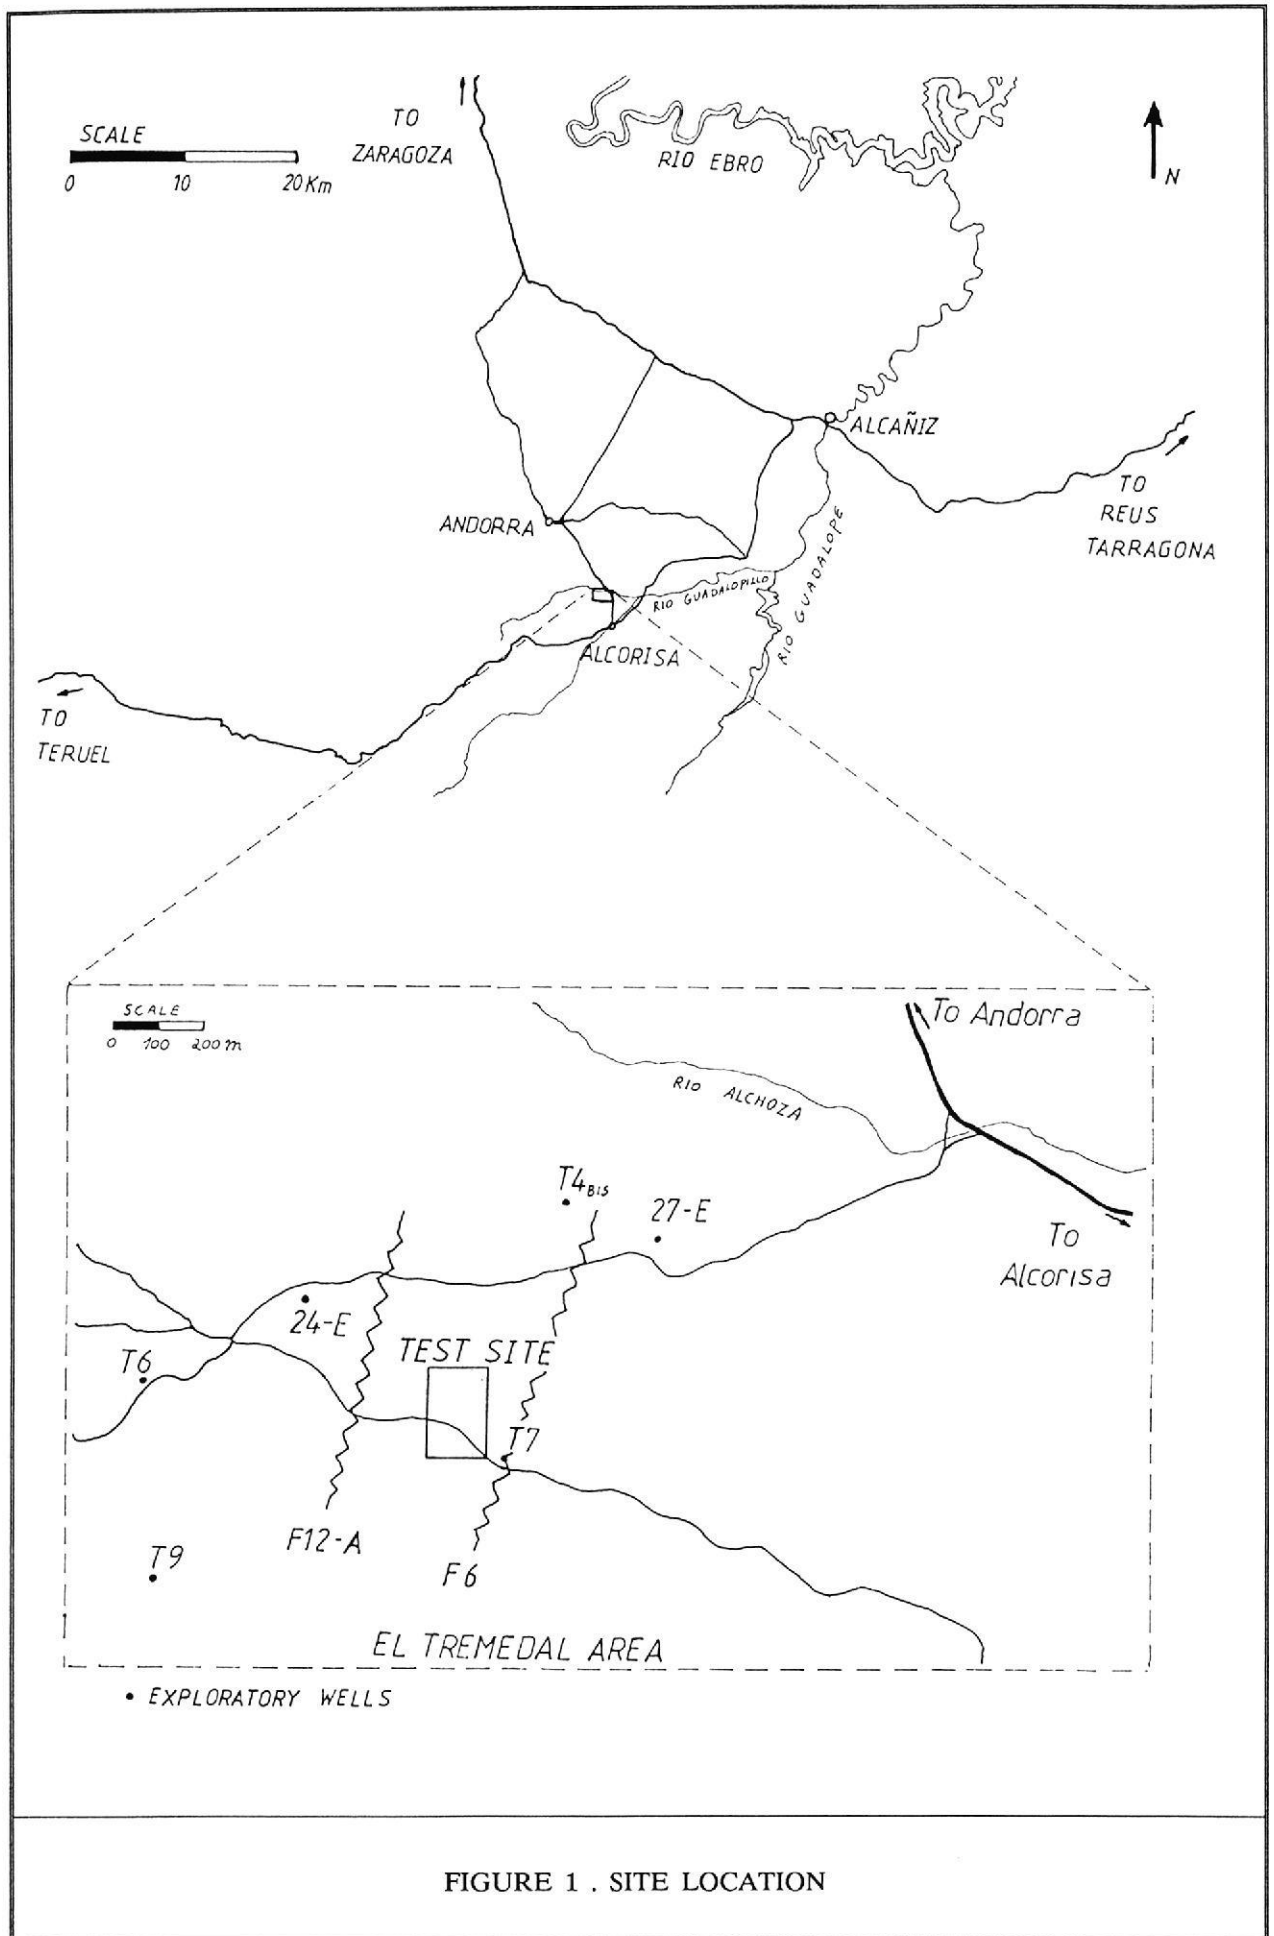 TO
ZARAGOZA
SCALE
0 10 20 Km
RIO EBRO
N
ALCAÑIZ
ANDORRA
TO
REUS
TARRAGONA
RIO GUADALOPILLO
RIO GUADALOPE
ALCORISA
TO
TERUEL
SCALE
0 100 200 m
To Andorra
RIO ALCHOZA
T4BIS
27-E
To
Alcorisa
24-E
TEST SITE
T6
T7
F12-A
T9
F6
EL TREMEDAL AREA
• EXPLORATORY WELLS
FIGURE 1 . SITE LOCATION